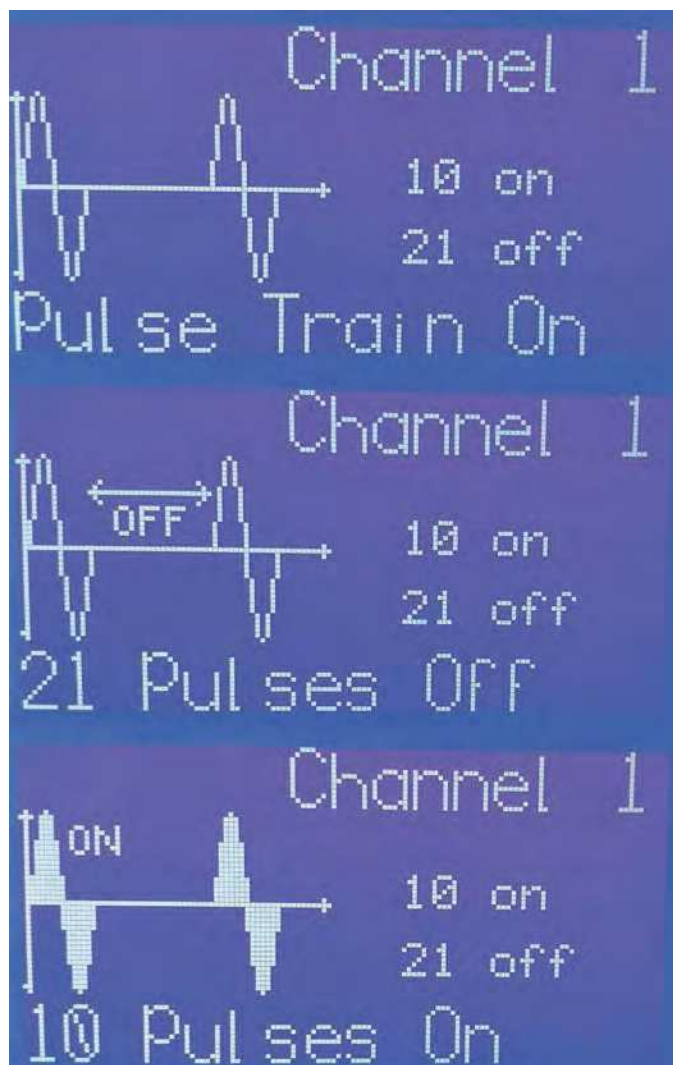 Channel 1
10 on
21 off
Pulse Train On
Channel 1
OFF
10 on
21 off
21 Pulses Off
Channel 1
ON
10 on
21 off
10 Pulses On